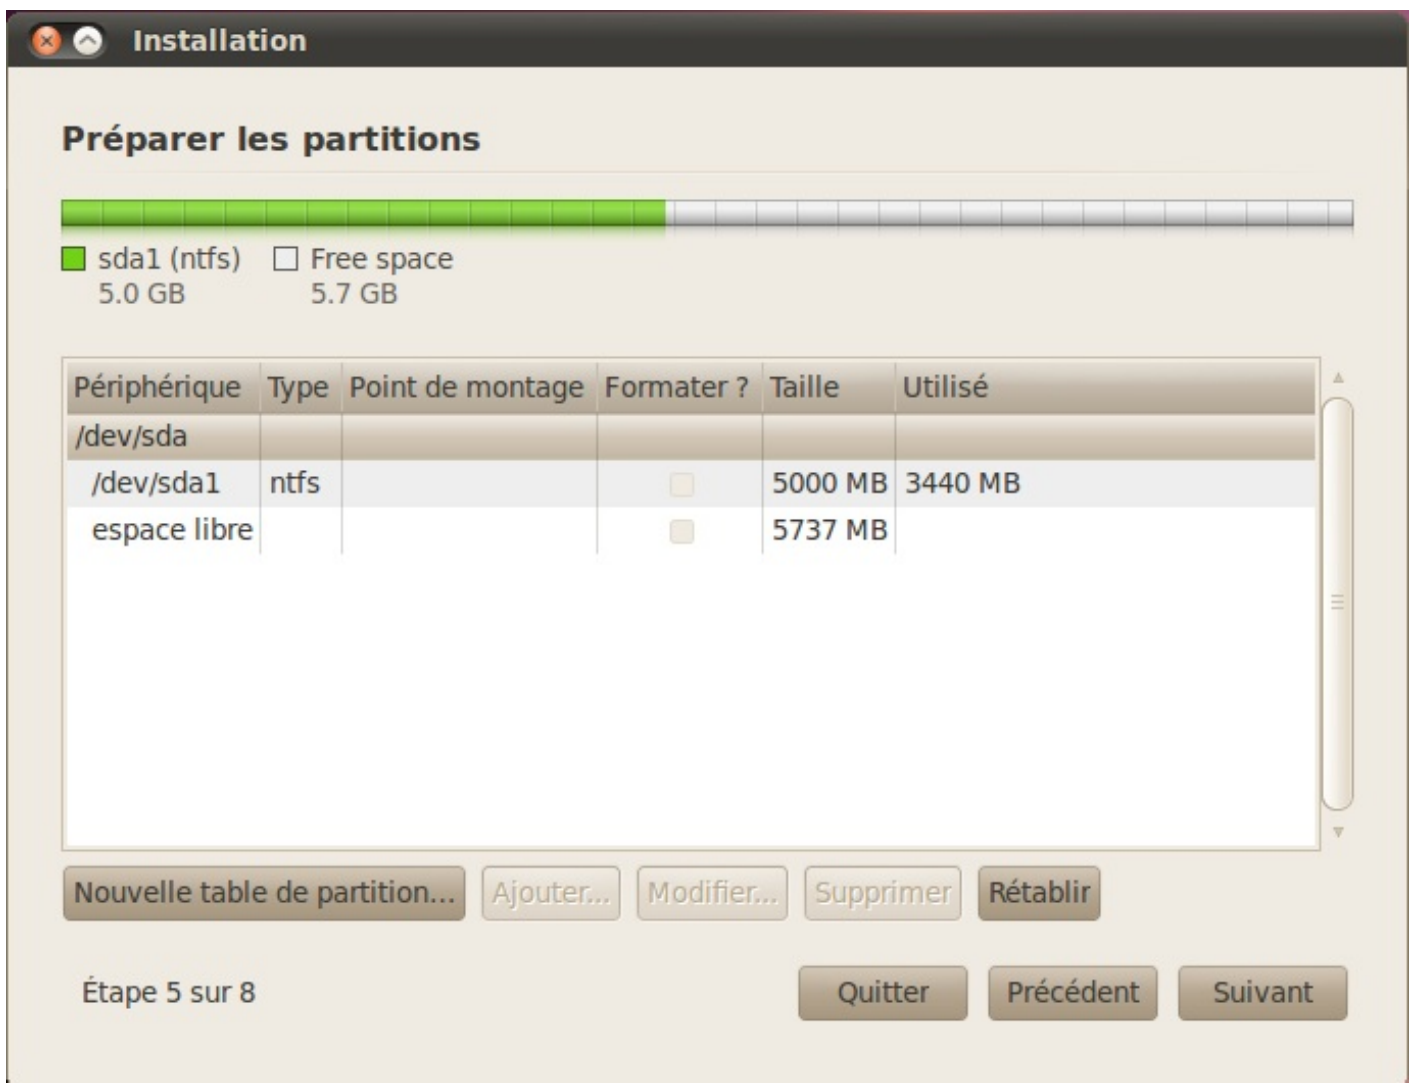 Installation
Préparer les partitions
sda1 (ntfs) Free space
5.0 GB 5.7 GB
Périphérique Type Point de montage Formater ? Taille Utilisé
/dev/sda
/dev/sda1 ntfs 5000 MB 3440 MB
espace libre 5737 MB
Nouvelle table de partition... Ajouter... Modifier... Supprimer Rétablir
Étape 5 sur 8 Quitter Précédent Suivant